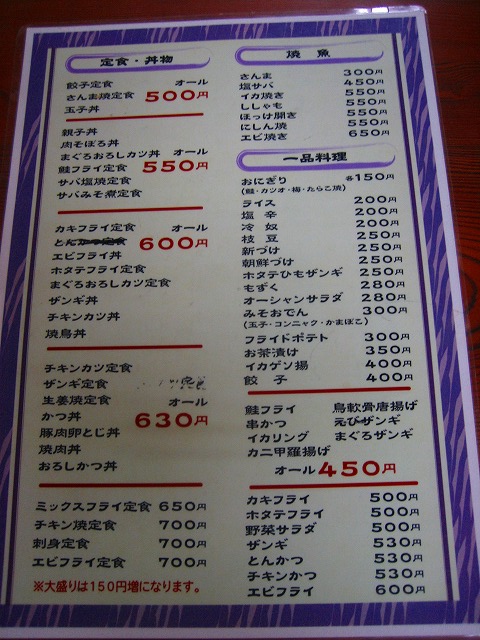 定食・丼物
餃子定食 オール
さんま焼定食 500円
玉子丼
親子丼
肉そぼろ丼
まぐろおろしカツ丼 オール
鮭フライ定食 550円
サバ塩焼定食
サバみそ煮定食
カキフライ定食 オール
とんかつ定食 600円
エビフライ丼
ホタテフライ定食
まぐろおろしカツ定食
ザンギ丼
チキンカツ丼
焼鳥丼
チキンカツ定食
ザンギ定食
生姜焼定食 オール
かつ丼 630円
豚肉卵とじ丼
焼肉丼
おろしかつ丼
ミックスフライ定食 650円
チキン焼定食 700円
刺身定食 700円
エビフライ定食 700円
※大盛りは150円増になります。
焼魚
さんま 300円
塩サバ 450円
イカ焼き 550円
ししゃも 550円
ほっけ開き 550円
にしん焼 550円
エビ焼き 650円
一品料理
おにぎり 各150円
(鮭・カツオ・梅・たらこ焼)
ライス 200円
塩辛 200円
冷奴 200円
枝豆 250円
新づけ 250円
朝鮮づけ 250円
ホタテひもザンギ 250円
もずく 280円
オーシャンサラダ 280円
みそおでん 300円
(玉子・コンニャク・かまぼこ)
フライドポテト 300円
お茶漬け 350円
イカゲソ揚 400円
餃子 400円
鮭フライ 鳥軟骨唐揚げ
串かつ えびザンギ
イカリング まぐろザンギ
カニ甲羅揚げ
オール450円
カキフライ 500円
ホタテフライ 500円
野菜サラダ 500円
ザンギ 530円
とんかつ 530円
チキンかつ 530円
エビフライ 600円